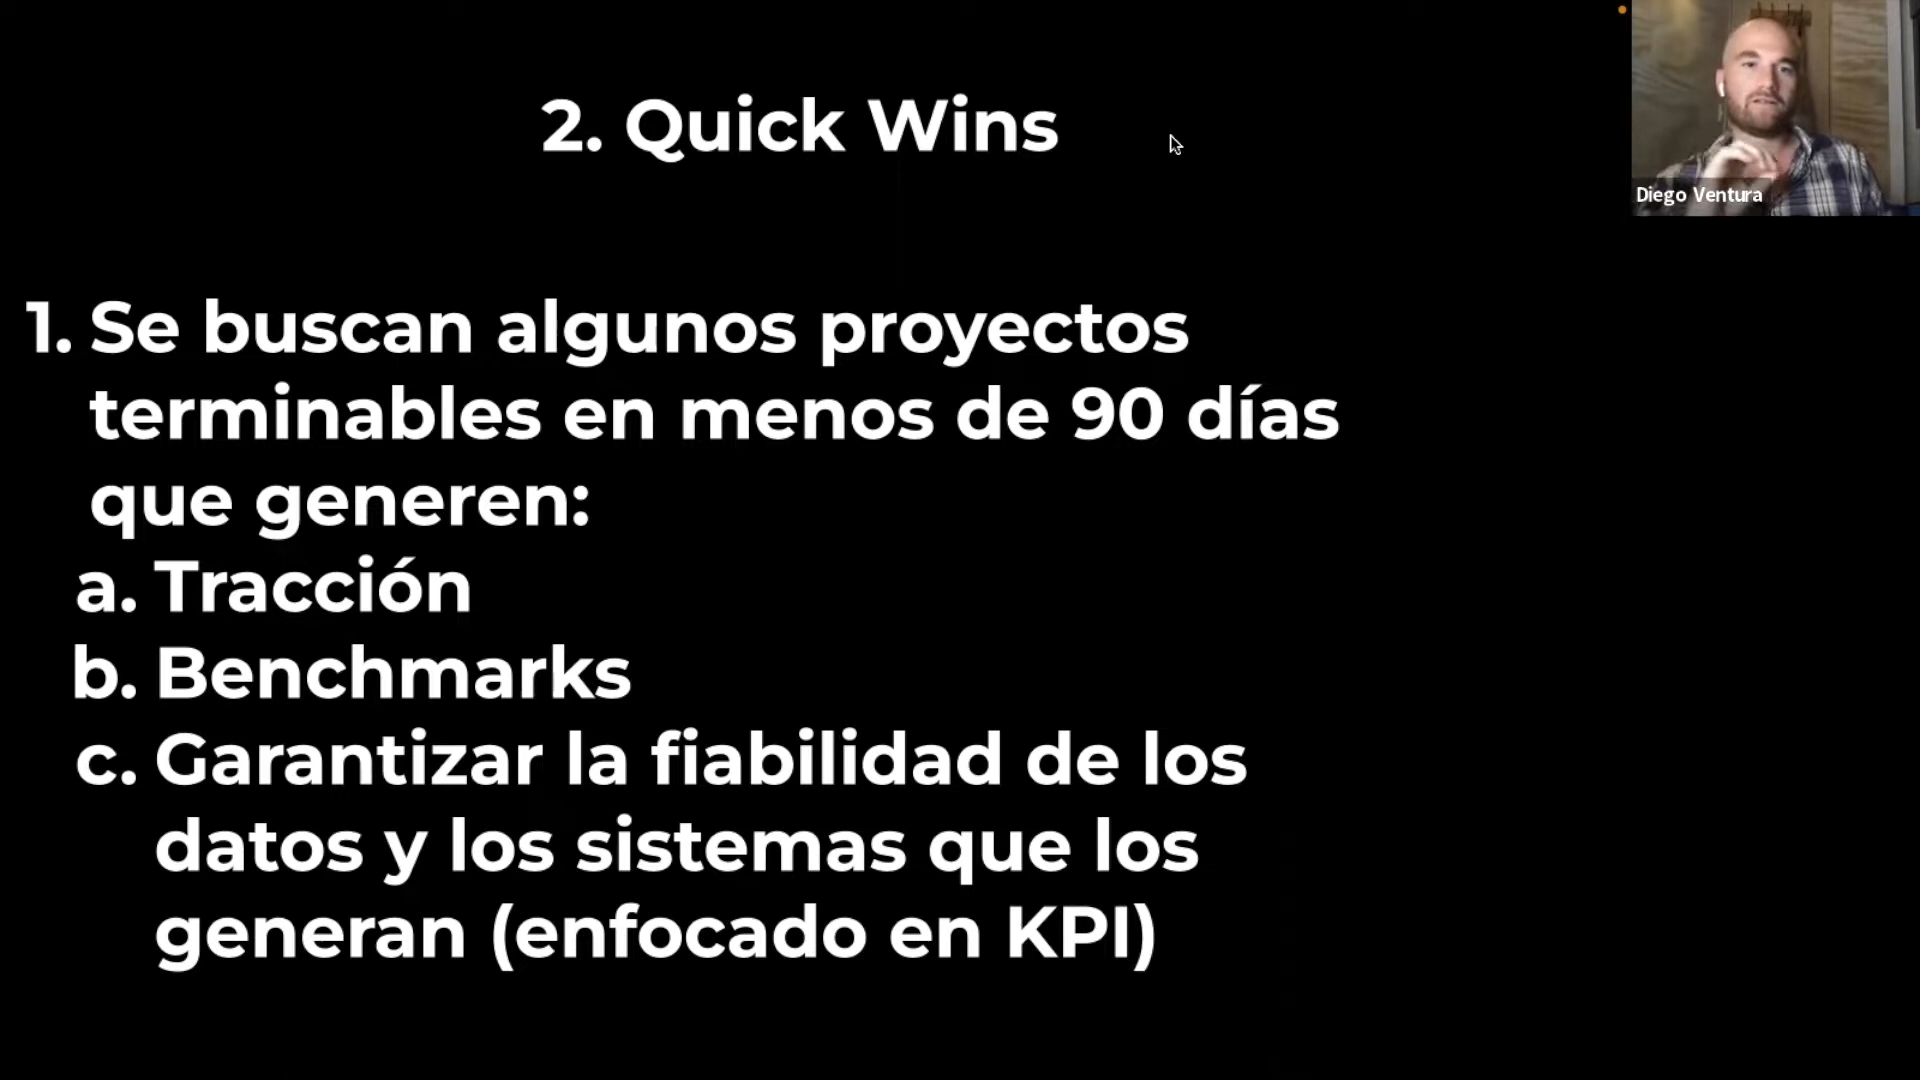 2. Quick Wins
Diego Ventura
1. Se buscan algunos proyectos
terminables en menos de 90 días
que generen:
a. Tracción
b. Benchmarks
c. Garantizar la fiabilidad de los
datos y los sistemas que los
generan (enfocado en KPI)